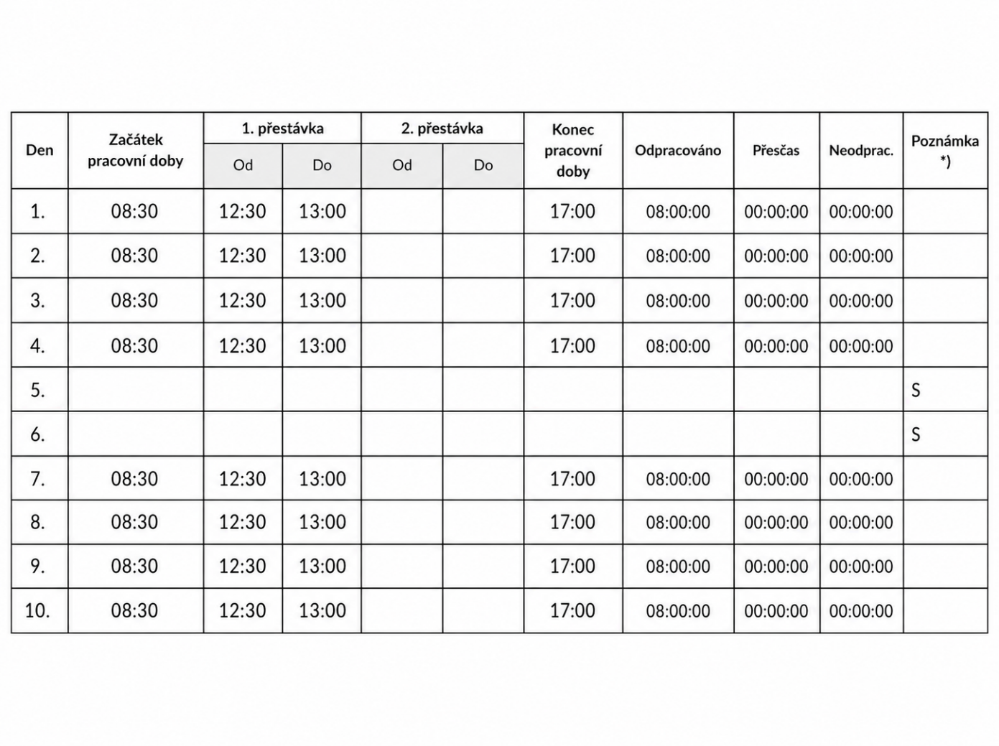 Den Začátek pracovní doby 1. přestávka 2. přestávka Konec pracovní doby Odpracováno Přesčas Neodprac. Poznámka *)
Od Do Od Do
1. 08:30 12:30 13:00 17:00 08:00:00 00:00:00 00:00:00
2. 08:30 12:30 13:00 17:00 08:00:00 00:00:00 00:00:00
3. 08:30 12:30 13:00 17:00 08:00:00 00:00:00 00:00:00
4. 08:30 12:30 13:00 17:00 08:00:00 00:00:00 00:00:00
5. S
6. S
7. 08:30 12:30 13:00 17:00 08:00:00 00:00:00 00:00:00
8. 08:30 12:30 13:00 17:00 08:00:00 00:00:00 00:00:00
9. 08:30 12:30 13:00 17:00 08:00:00 00:00:00 00:00:00
10. 08:30 12:30 13:00 17:00 08:00:00 00:00:00 00:00:00